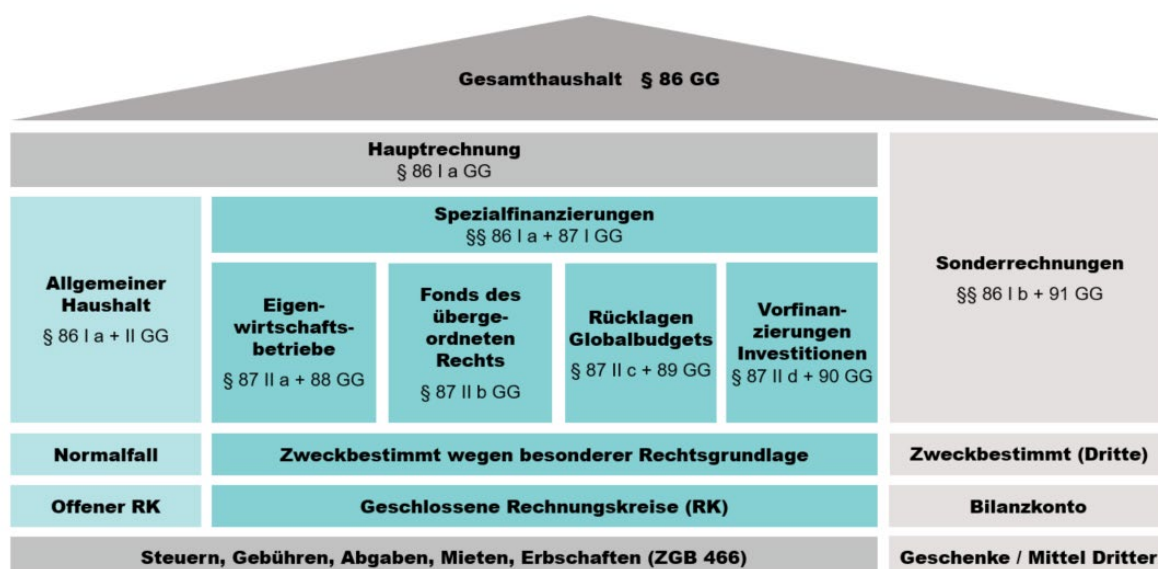 Gesamthaushalt § 86 GG
Hauptrechnung
§ 86 I a GG
Allgemeiner
Haushalt
§ 86 I a + II GG
Spezialfinanzierungen
§§ 86 I a + 87 I GG
Eigen-
wirtschafts-
betriebe
§ 87 II a + 88 GG
Fonds des
überge-
ordneten
Rechts
§ 87 II b GG
Rücklagen
Globalbudgets
§ 87 II c + 89 GG
Vorfinan-
zierungen
Investitionen
§ 87 II d + 90 GG
Sonderrechnungen
§§ 86 I b + 91 GG
Normalfall
Zweckbestimmt wegen besonderer Rechtsgrundlage
Zweckbestimmt (Dritte)
Offener RK
Geschlossene Rechnungskreise (RK)
Bilanzkonto
Steuern, Gebühren, Abgaben, Mieten, Erbschaften (ZGB 466)
Geschenke / Mittel Dritter